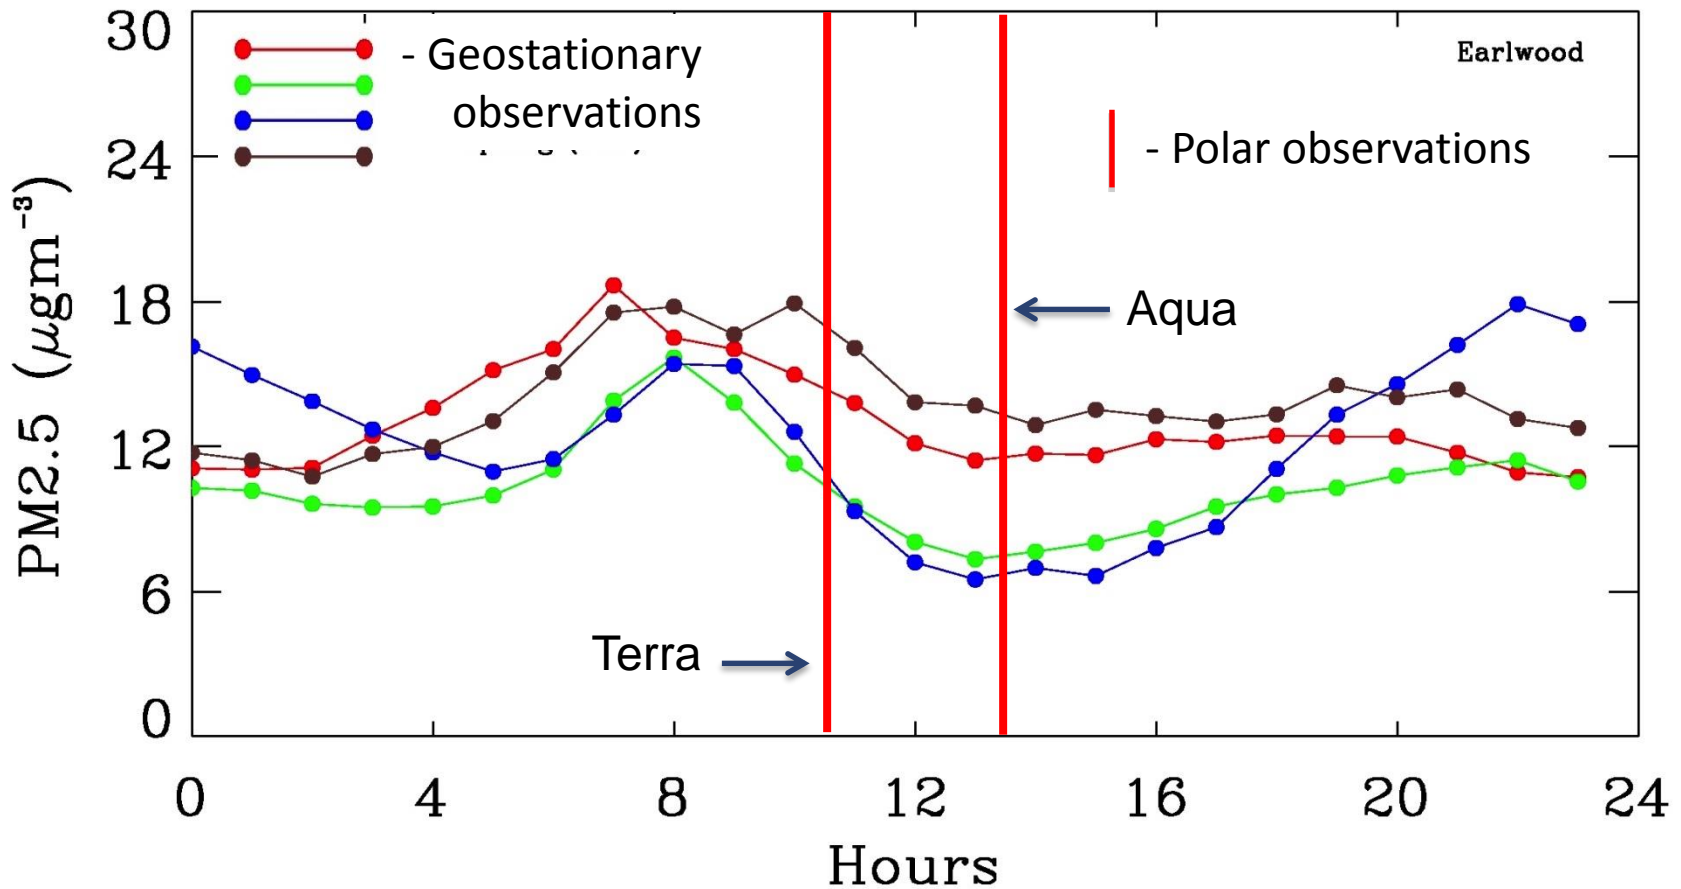 30
- Geostationary
observations
Earlwood
- Polar observations
24
18
12
6
0
PM2.5 (μgm⁻³)
Aqua
Terra
0 4 8 12 16 20 24
Hours